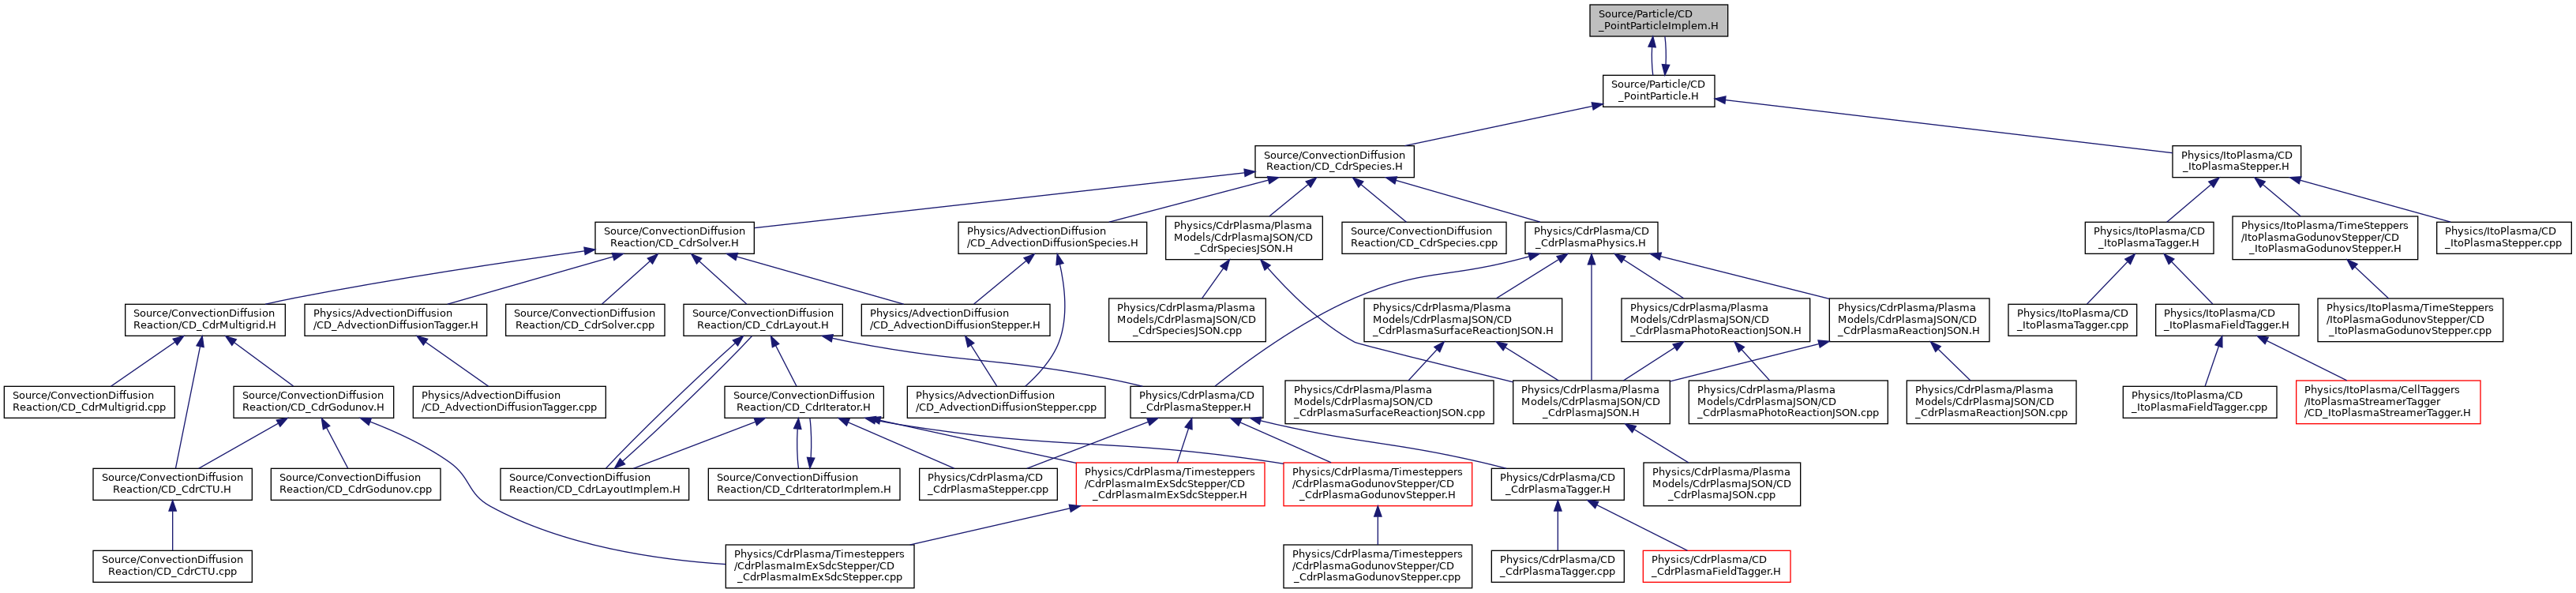 Source/Particle/CD
_PointParticleImplem.H
Source/Particle/CD
_PointParticle.H
Source/ConvectionDiffusion
Reaction/CD_CdrSpecies.H
Physics/ItoPlasma/CD
_ItoPlasmaStepper.H
Source/ConvectionDiffusion
Reaction/CD_CdrSolver.H
Physics/AdvectionDiffusion
/CD_AdvectionDiffusionSpecies.H
Physics/CdrPlasma/Plasma
Models/CdrPlasmaJSON/CD
_CdrSpeciesJSON.H
Source/ConvectionDiffusion
Reaction/CD_CdrSpecies.cpp
Physics/CdrPlasma/CD
_CdrPlasmaPhysics.H
Physics/ItoPlasma/CD
_ItoPlasmaTagger.H
Physics/ItoPlasma/TimeSteppers
/ItoPlasmaGodunovStepper/CD
_ItoPlasmaGodunovStepper.H
Physics/ItoPlasma/CD
_ItoPlasmaStepper.cpp
Source/ConvectionDiffusion
Reaction/CD_CdrMultigrid.H
Physics/AdvectionDiffusion
/CD_AdvectionDiffusionTagger.H
Source/ConvectionDiffusion
Reaction/CD_CdrSolver.cpp
Source/ConvectionDiffusion
Reaction/CD_CdrLayout.H
Physics/AdvectionDiffusion
/CD_AdvectionDiffusionStepper.H
Physics/CdrPlasma/Plasma
Models/CdrPlasmaJSON/CD
_CdrSpeciesJSON.cpp
Physics/CdrPlasma/Plasma
Models/CdrPlasmaJSON/CD
_CdrPlasmaSurfaceReactionJSON.H
Physics/CdrPlasma/Plasma
Models/CdrPlasmaJSON/CD
_CdrPlasmaPhotoReactionJSON.H
Physics/CdrPlasma/Plasma
Models/CdrPlasmaJSON/CD
_CdrPlasmaReactionJSON.H
Physics/ItoPlasma/CD
_ItoPlasmaTagger.cpp
Physics/ItoPlasma/CD
_ItoPlasmaFieldTagger.H
Physics/ItoPlasma/TimeSteppers
/ItoPlasmaGodunovStepper/CD
_ItoPlasmaGodunovStepper.cpp
Source/ConvectionDiffusion
Reaction/CD_CdrMultigrid.cpp
Source/ConvectionDiffusion
Reaction/CD_CdrGodunov.H
Physics/AdvectionDiffusion
/CD_AdvectionDiffusionTagger.cpp
Source/ConvectionDiffusion
Reaction/CD_CdrIterator.H
Physics/AdvectionDiffusion
/CD_AdvectionDiffusionStepper.cpp
Physics/CdrPlasma/CD
_CdrPlasmaStepper.H
Physics/CdrPlasma/Plasma
Models/CdrPlasmaJSON/CD
_CdrPlasmaSurfaceReactionJSON.cpp
Physics/CdrPlasma/Plasma
Models/CdrPlasmaJSON/CD
_CdrPlasmaJSON.H
Physics/CdrPlasma/Plasma
Models/CdrPlasmaJSON/CD
_CdrPlasmaPhotoReactionJSON.cpp
Physics/CdrPlasma/Plasma
Models/CdrPlasmaJSON/CD
_CdrPlasmaReactionJSON.cpp
Physics/ItoPlasma/CD
_ItoPlasmaFieldTagger.cpp
Physics/ItoPlasma/CellTaggers
/ItoPlasmaStreamerTagger
/CD_ItoPlasmaStreamerTagger.H
Source/ConvectionDiffusion
Reaction/CD_CdrCTU.H
Source/ConvectionDiffusion
Reaction/CD_CdrGodunov.cpp
Source/ConvectionDiffusion
Reaction/CD_CdrLayoutImplem.H
Source/ConvectionDiffusion
Reaction/CD_CdrIteratorImplem.H
Physics/CdrPlasma/CD
_CdrPlasmaStepper.cpp
Physics/CdrPlasma/Timesteppers
/CdrPlasmaImExSdcStepper/CD
_CdrPlasmaImExSdcStepper.H
Physics/CdrPlasma/Timesteppers
/CdrPlasmaGodunovStepper/CD
_CdrPlasmaGodunovStepper.H
Physics/CdrPlasma/CD
_CdrPlasmaTagger.H
Physics/CdrPlasma/Plasma
Models/CdrPlasmaJSON/CD
_CdrPlasmaJSON.cpp
Source/ConvectionDiffusion
Reaction/CD_CdrCTU.cpp
Physics/CdrPlasma/Timesteppers
/CdrPlasmaImExSdcStepper/CD
_CdrPlasmaImExSdcStepper.cpp
Physics/CdrPlasma/Timesteppers
/CdrPlasmaGodunovStepper/CD
_CdrPlasmaGodunovStepper.cpp
Physics/CdrPlasma/CD
_CdrPlasmaTagger.cpp
Physics/CdrPlasma/CD
_CdrPlasmaFieldTagger.H